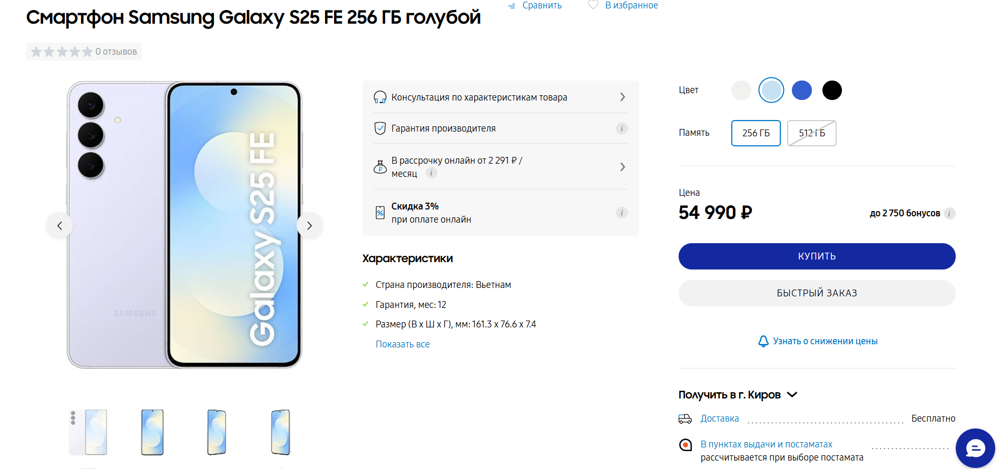 Сравнить
В избранное
Смартфон Samsung Galaxy S25 FE 256 ГБ голубой
0 отзывов
SAMSUNG
Galaxy S25 FE
Консультация по характеристикам товара
Гарантия производителя
В рассрочку онлайн от 2 291 ₽ /
месяц
Скидка 3%
при оплате онлайн
Характеристики
Страна производителя: Вьетнам
Гарантия, мес: 12
Размер (В x Ш x Г), мм: 161.3 x 76.6 x 7.4
Показать все
Цвет
Память
256 ГБ
512 ГБ
Цена
54 990 ₽
до 2 750 бонусов
КУПИТЬ
БЫСТРЫЙ ЗАКАЗ
Узнать о снижении цены
Получить в г. Киров
Доставка
Бесплатно
В пунктах выдачи и постаматах
рассчитывается при выборе постамата